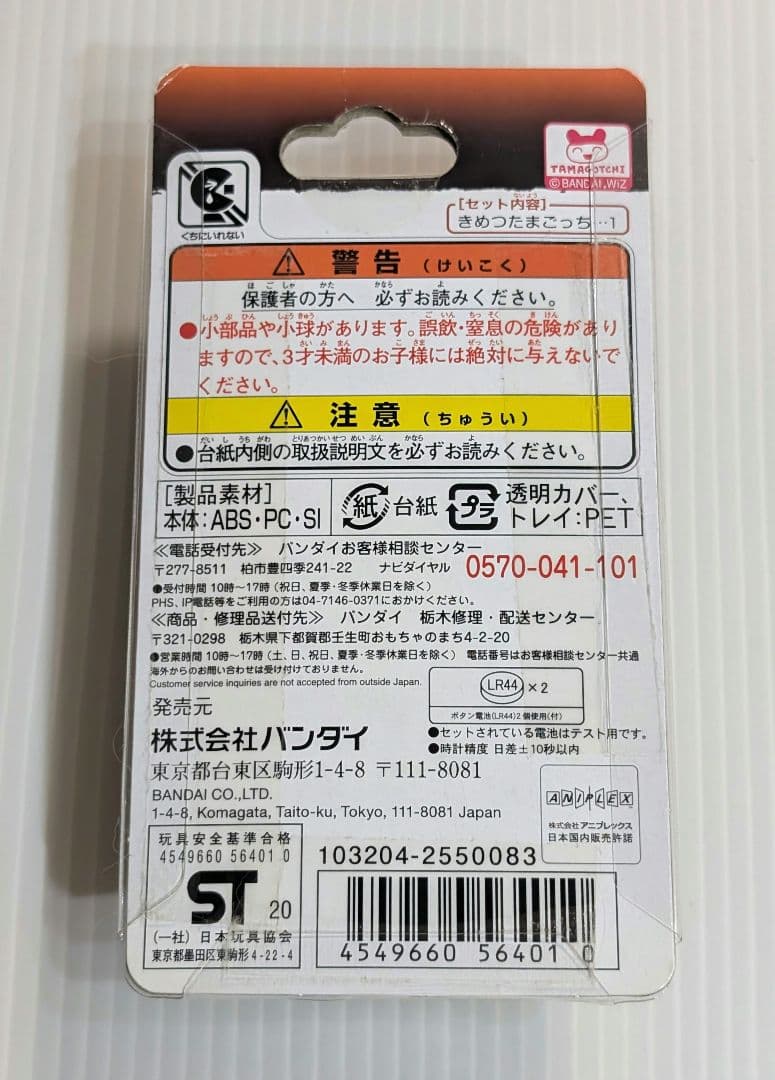 TAMAGOTCHI
©BANDAI,WiZ
くちにいれない
[セット内容]
きめつたまごっち…1
警告(けいこく)
保護者の方へ 必ずお読みください。
●小部品や小球があります。誤飲・窒息の危険があり
ますので、3才未満のお子様には絶対に与えないで
ください。
注意(ちゅうい)
●台紙内側の取扱説明文を必ずお読みください。
[製品素材]
本体:ABS・PC・SI
紙 台紙
プラ 透明カバー、
トレイ:PET
≪電話受付先≫ バンダイお客様相談センター
〒277-8511 柏市豊四季241-22 ナビダイヤル 0570-041-101
●受付時間 10時〜17時(祝日、夏季・冬季休業日を除く)
PHS、IP電話等をご利用の方は04-7146-0371におかけください。
≪商品・修理品送付先≫ バンダイ 栃木修理・配送センター
〒321-0298 栃木県下都賀郡壬生町おもちゃのまち4-2-20
●営業時間 10時〜17時(土、日、祝日、夏季・冬季休業日を除く) 電話番号はお客様相談センター共通
海外からのお問い合わせは受け付けておりません。
Customer service inquiries are not accepted from outside Japan.
LR44 × 2
ボタン電池(LR44)2個使用(付)
発売元
株式会社バンダイ
●セットされている電池はテスト用です。
●時計精度 日差±10秒以内
東京都台東区駒形1-4-8 〒111-8081
BANDAI CO.,LTD.
1-4-8, Komagata, Taito-ku, Tokyo, 111-8081 Japan
ANIPLEX
株式会社 アニプレックス
日本国内販売許諾
玩具安全基準合格
4549660 56401 0
ST 20
(一社)日本玩具協会
東京都墨田区東駒形4-22-4
103204-2550083
4549660 56401 0